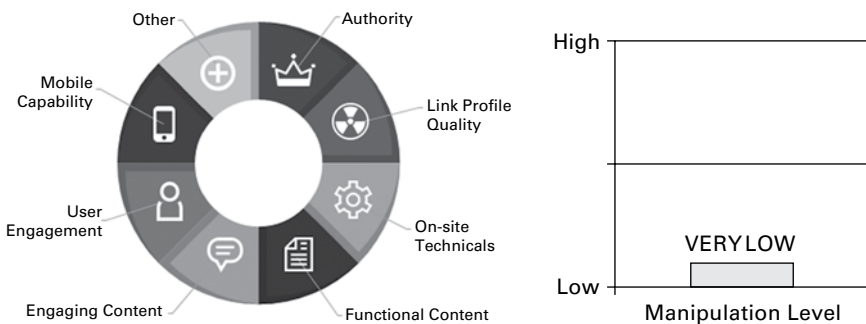 Other
Authority
Mobile
Capability
Link Profile
Quality
User
Engagement
On-site
Technicals
Engaging Content
Functional Content
High
VERY LOW
Low
Manipulation Level